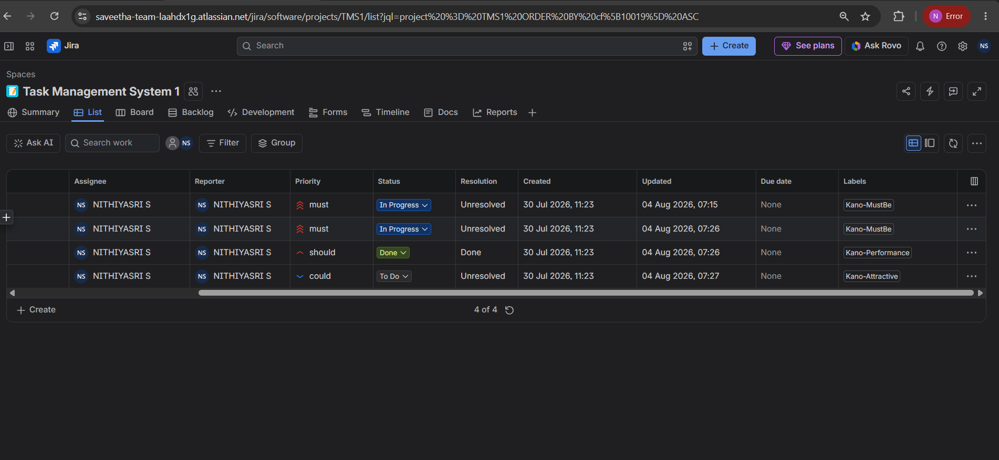 saveetha-team-laahdx1g.atlassian.net/jira/software/projects/TMS1/list?jql=project%20%3D%20TMS1%20ORDER%20BY%20cf%5B10019%5D%20ASC
N Error
Jira
Search
Create
See plans
Ask Rovo
NS
Spaces
Task Management System 1
Summary List Board Backlog Development Forms Timeline Docs Reports
Ask AI Search work NS Filter Group
Assignee Reporter Priority Status Resolution Created Updated Due date Labels
NS NITHIYASRI S NS NITHIYASRI S must In Progress Unresolved 30 Jul 2026, 11:23 04 Aug 2026, 07:15 None Kano-MustBe
NS NITHIYASRI S NS NITHIYASRI S must In Progress Unresolved 30 Jul 2026, 11:23 04 Aug 2026, 07:26 None Kano-MustBe
NS NITHIYASRI S NS NITHIYASRI S should Done Done 30 Jul 2026, 11:23 04 Aug 2026, 07:26 None Kano-Performance
NS NITHIYASRI S NS NITHIYASRI S could To Do Unresolved 30 Jul 2026, 11:23 04 Aug 2026, 07:27 None Kano-Attractive
Create 4 of 4